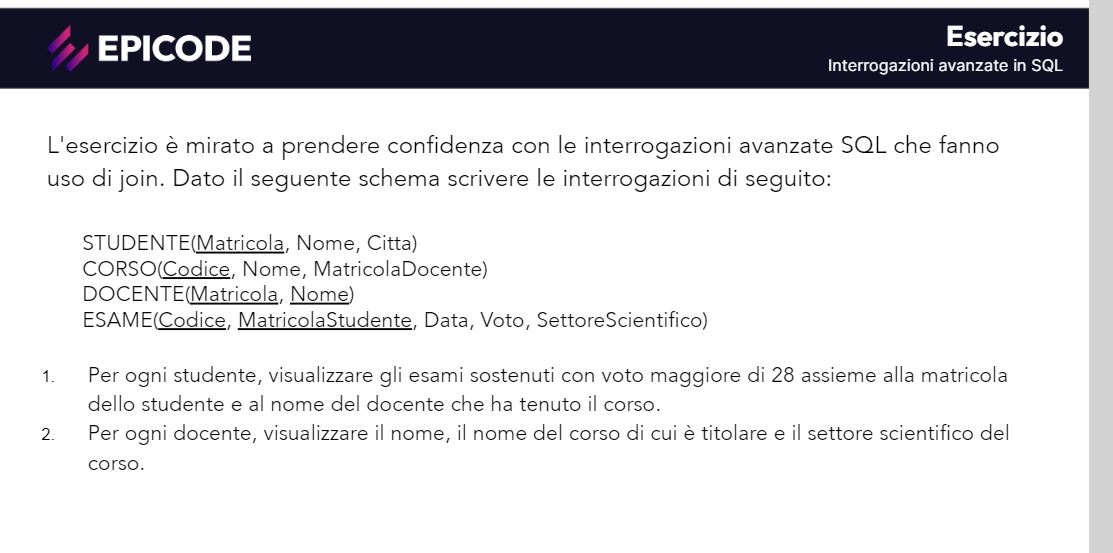 EPICODE
Esercizio
Interrogazioni avanzate in SQL
L'esercizio è mirato a prendere confidenza con le interrogazioni avanzate SQL che fanno
uso di join. Dato il seguente schema scrivere le interrogazioni di seguito:
STUDENTE(Matricola, Nome, Citta)
CORSO(Codice, Nome, MatricolaDocente)
DOCENTE(Matricola, Nome)
ESAME(Codice, MatricolaStudente, Data, Voto, SettoreScientifico)
1. Per ogni studente, visualizzare gli esami sostenuti con voto maggiore di 28 assieme alla matricola
dello studente e al nome del docente che ha tenuto il corso.
2. Per ogni docente, visualizzare il nome, il nome del corso di cui è titolare e il settore scientifico del
corso.